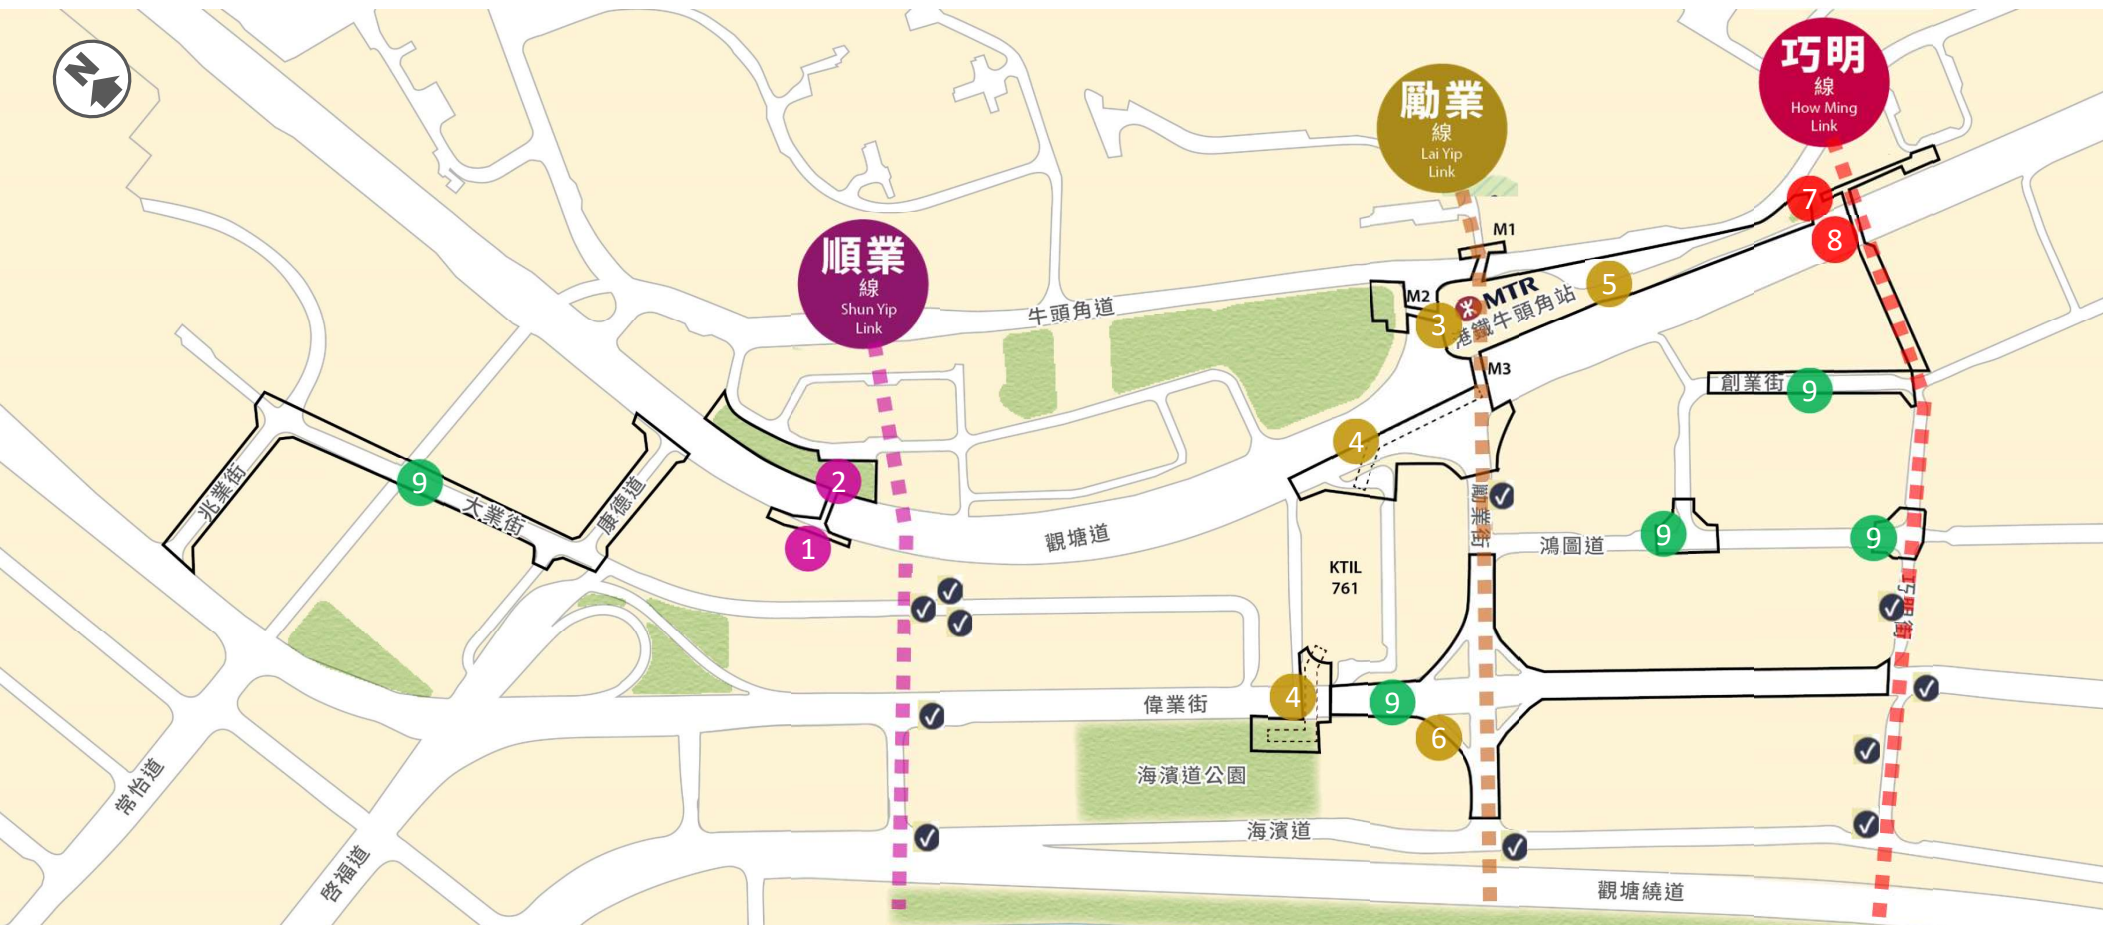 N
巧明
線
How Ming
Link
勵業
線
Lai Yip
Link
順業
線
Shun Yip
Link
7
8
M1
M2
MTR
港鐵牛頭角站
5
3
牛頭角道
M3
創業街
9
4
2
1
兆業街
9
大業街
康德道
觀塘道
勵業街
鴻圖道
9
9
KTIL
761
巧明街
偉業街
4
9
6
海濱道公園
常怡道
啓福道
海濱道
觀塘繞道